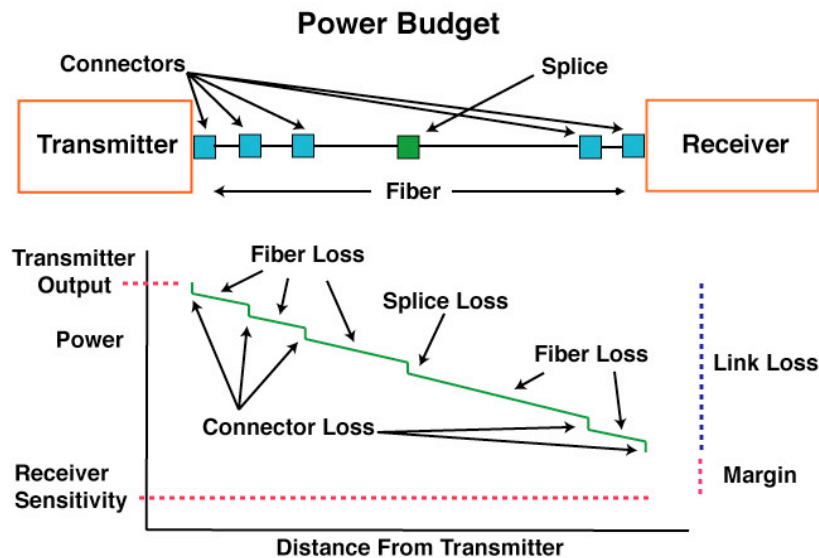 Power Budget
Connectors
Splice
Transmitter
Receiver
Fiber
Transmitter
Output
Fiber Loss
Splice Loss
Power
Fiber Loss
Link Loss
Connector Loss
Receiver
Sensitivity
Margin
Distance From Transmitter